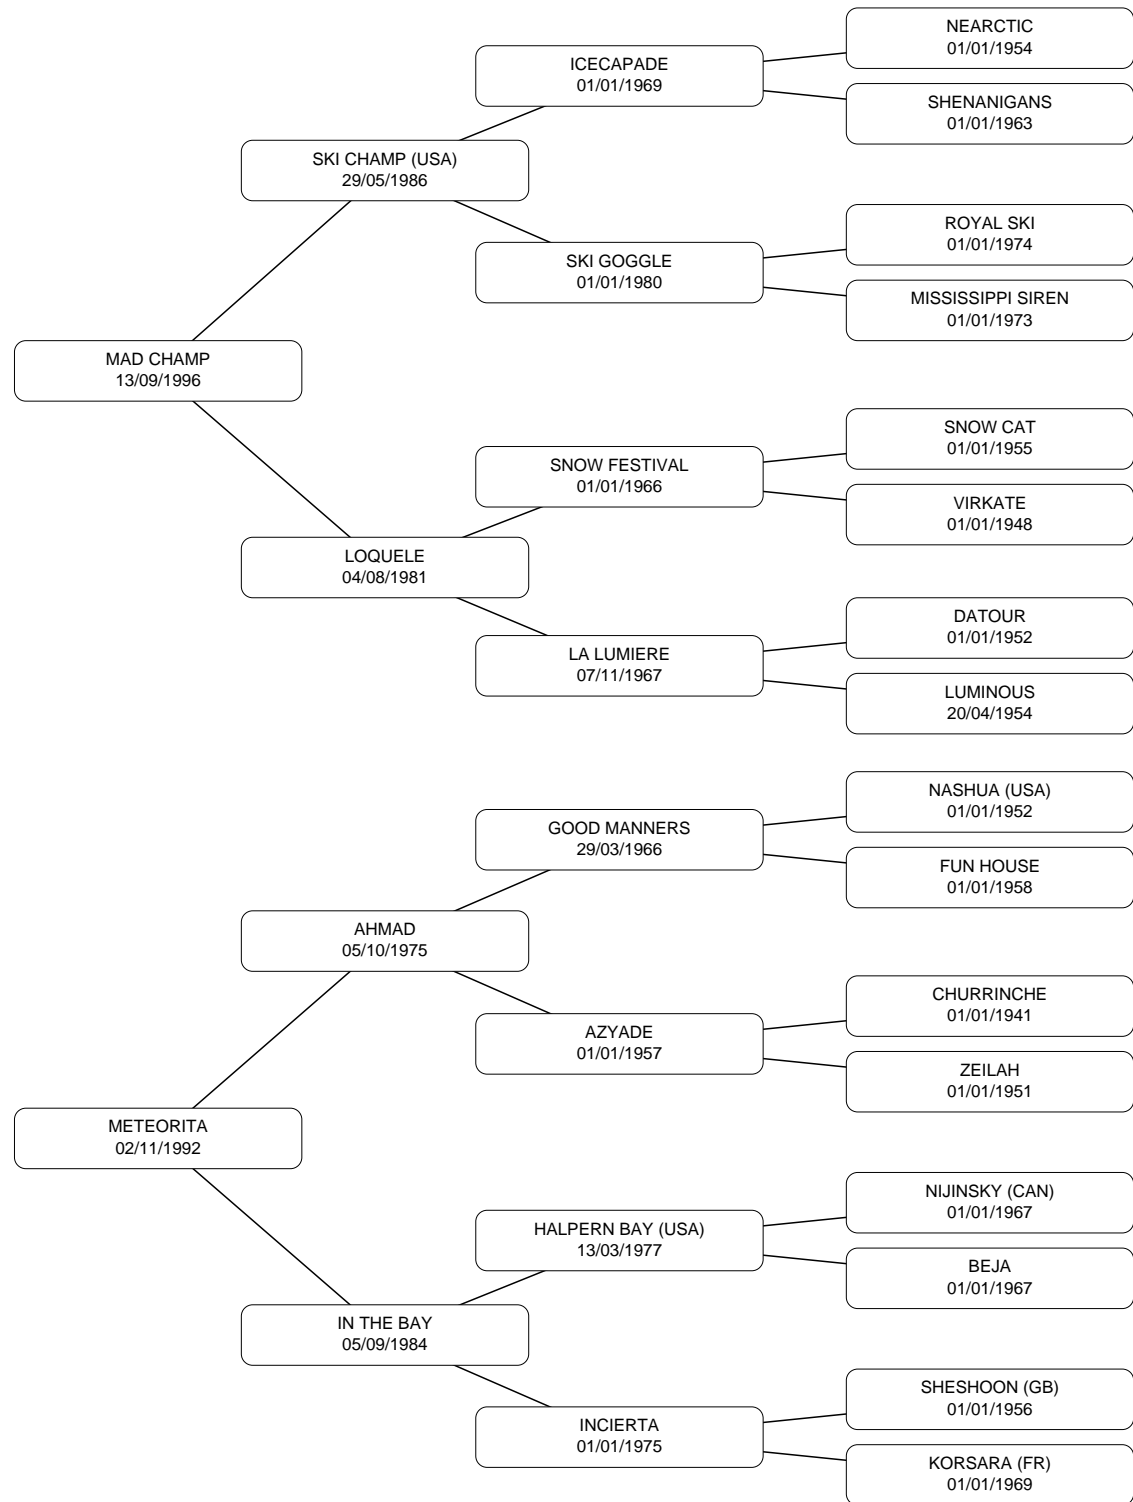 NEARCTIC
01/01/1954
ICECAPADE
01/01/1969
SHENANIGANS
01/01/1963
SKI CHAMP (USA)
29/05/1986
ROYAL SKI
01/01/1974
SKI GOGGLE
01/01/1980
MISSISSIPPI SIREN
01/01/1973
MAD CHAMP
13/09/1996
SNOW CAT
01/01/1955
SNOW FESTIVAL
01/01/1966
VIRKATE
01/01/1948
LOQUELE
04/08/1981
DATOUR
01/01/1952
LA LUMIERE
07/11/1967
LUMINOUS
20/04/1954
NASHUA (USA)
01/01/1952
GOOD MANNERS
29/03/1966
FUN HOUSE
01/01/1958
AHMAD
05/10/1975
CHURRINCHE
01/01/1941
AZYADE
01/01/1957
ZEILAH
01/01/1951
METEORITA
02/11/1992
NIJINSKY (CAN)
01/01/1967
HALPERN BAY (USA)
13/03/1977
BEJA
01/01/1967
IN THE BAY
05/09/1984
SHESHOON (GB)
01/01/1956
INCIERTA
01/01/1975
KORSARA (FR)
01/01/1969